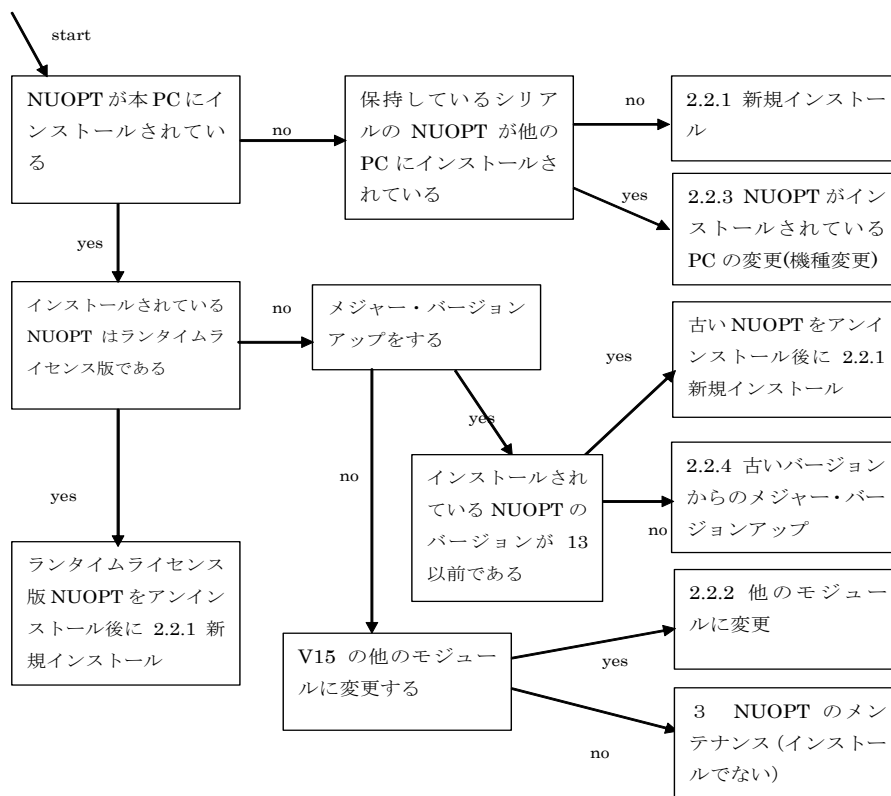 start
NUOPT が本 PC にイ
ンストールされてい
る
no
保持しているシリア
ルの NUOPT が他の
PC にインストールさ
れている
no
2.2.1 新規インストー
ル
yes
2.2.3 NUOPT がイン
ストールされている
PC の変更(機種変更)
yes
インストールされている
NUOPT はランタイムラ
イセンス版である
no
メジャー・バージョン
アップをする
yes
古い NUOPT をアンイ
ンストール後に 2.2.1
新規インストール
yes
no
インストールされ
ている NUOPT の
バージョンが 13
以前である
no
2.2.4 古いバージョン
からのメジャー・バー
ジョンアップ
yes
ランタイムライセンス
版 NUOPT をアンイン
ストール後に 2.2.1 新
規インストール
V15 の他のモジュー
ルに変更する
yes
2.2.2 他のモジュー
ルに変更
no
3 NUOPT のメン
テナンス (インストー
ルでない)